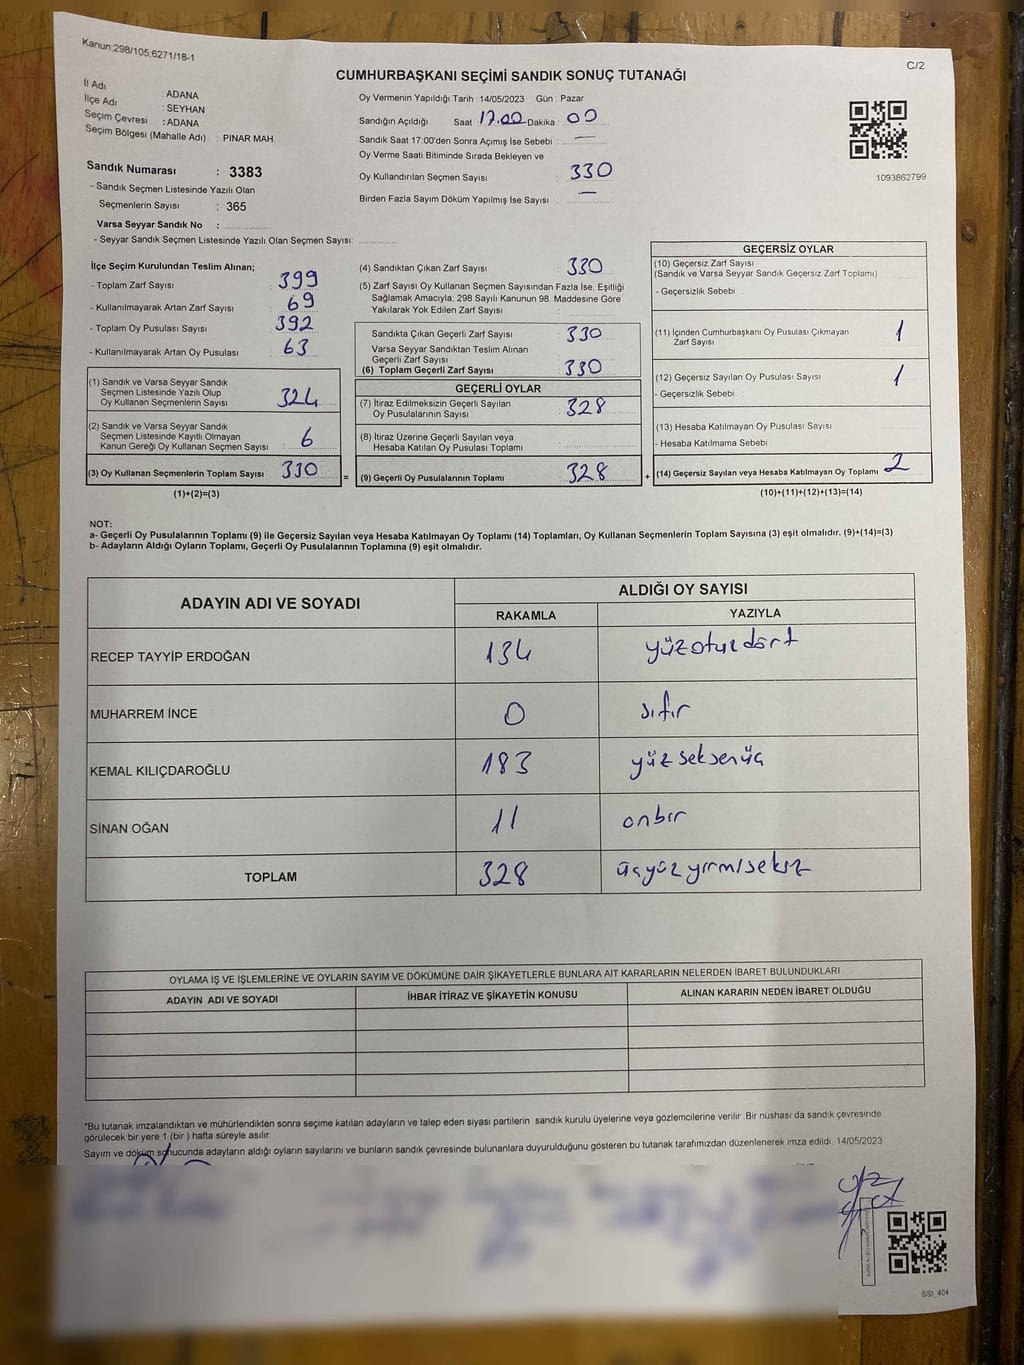 Kanun:298/105;6271/18-1
C/2
CUMHURBAŞKANI SEÇİMİ SANDIK SONUÇ TUTANAĞI
İl Adı : ADANA
İlçe Adı : SEYHAN
Seçim Çevresi : ADANA
Seçim Bölgesi (Mahalle Adı) : PINAR MAH.
Oy Vermenin Yapıldığı Tarih :14/05/2023 Gün : Pazar
Sandığın Açıldığı Saat 17.00 Dakika : 00
Sandık Saat 17:00'den Sonra Açımış İse Sebebi : —
Oy Verme Saati Bitiminde Sırada Bekleyen ve
Oy Kullandırılan Seçmen Sayısı : 330
Birden Fazla Sayım Döküm Yapılmış İse Sayısı : —
1093862799
Sandık Numarası : 3383
- Sandık Seçmen Listesinde Yazılı Olan
Seçmenlerin Sayısı : 365
Varsa Seyyar Sandık No :
- Seyyar Sandık Seçmen Listesinde Yazılı Olan Seçmen Sayısı:
İlçe Seçim Kurulundan Teslim Alınan;
- Toplam Zarf Sayısı : 399
- Kullanılmayarak Artan Zarf Sayısı : 69
- Toplam Oy Pusulası Sayısı : 392
- Kullanılmayarak Artan Oy Pusulası : 63
(1) Sandık ve Varsa Seyyar Sandık
Seçmen Listesinde Yazılı Olup
Oy Kullanan Seçmenlerin Sayısı : 324
(2) Sandık ve Varsa Seyyar Sandık
Seçmen Listesinde Kayıtlı Olmayan
Kanun Gereği Oy Kullanan Seçmen Sayısı : 6
(3) Oy Kullanan Seçmenlerin Toplam Sayısı : 330
(1)+(2)=(3)
=
(4) Sandıktan Çıkan Zarf Sayısı : 330
(5) Zarf Sayısı Oy Kullanan Seçmen Sayısından Fazla İse, Eşitliği
Sağlamak Amacıyla; 298 Sayılı Kanunun 98. Maddesine Göre
Yakılarak Yok Edilen Zarf Sayısı :
Sandıkta Çıkan Geçerli Zarf Sayısı : 330
Varsa Seyyar Sandıktan Teslim Alınan
Geçerli Zarf Sayısı :
(6) Toplam Geçerli Zarf Sayısı : 330
GEÇERLİ OYLAR
(7) İtiraz Edilmeksizin Geçerli Sayılan
Oy Pusulalarının Sayısı : 328
(8) İtiraz Üzerine Geçerli Sayılan veya
Hesaba Katılan Oy Pusulası Toplamı :
(9) Geçerli Oy Pusulalarının Toplamı : 328
+
GEÇERSİZ OYLAR
(10) Geçersiz Zarf Sayısı
(Sandık ve Varsa Seyyar Sandık Geçersiz Zarf Toplamı)
- Geçersizlik Sebebi :
(11) İçinden Cumhurbaşkanı Oy Pusulası Çıkmayan
Zarf Sayısı : 1
(12) Geçersiz Sayılan Oy Pusulası Sayısı : 1
- Geçersizlik Sebebi :
(13) Hesaba Katılmayan Oy Pusulası Sayısı :
- Hesaba Katılmama Sebebi :
(14) Geçersiz Sayılan veya Hesaba Katılmayan Oy Toplamı : 2
(10)+(11)+(12)+(13)=(14)
NOT:
a- Geçerli Oy Pusulalarının Toplamı (9) ile Geçersiz Sayılan veya Hesaba Katılmayan Oy Toplamı (14) Toplamları, Oy Kullanan Seçmenlerin Toplam Sayısına (3) eşit olmalıdır. (9)+(14)=(3)
b- Adayların Aldığı Oyların Toplamı, Geçerli Oy Pusulalarının Toplamına (9) eşit olmalıdır.
ADAYIN ADI VE SOYADI
ALDIĞI OY SAYISI
RAKAMLA YAZIYLA
RECEP TAYYİP ERDOĞAN 134 yüzotuzdört
MUHARREM İNCE 0 sıfır
KEMAL KILIÇDAROĞLU 183 yüzseksenüç
SİNAN OĞAN 11 onbir
TOPLAM 328 üçyüzyirmisekiz
OYLAMA İŞ VE İŞLEMLERİNE VE OYLARIN SAYIM VE DÖKÜMÜNE DAİR ŞİKAYETLERLE BUNLARA AİT KARARLARIN NELERDEN İBARET BULUNDUKLARI
ADAYIN ADI VE SOYADI İHBAR İTİRAZ VE ŞİKAYETİN KONUSU ALINAN KARARIN NEDEN İBARET OLDUĞU
*Bu tutanak imzalandıktan ve mühürlendikten sonra seçime katılan adayların ve talep eden siyasi partilerin sandık kurulu üyelerine veya gözlemcilerine verilir. Bir nushası da sandık çevresinde
görülecek bir yere 1 (bir ) hafta süreyle asılır.
Sayım ve döküm sonucunda adayların aldığı oyların sayılarını ve bunların sandık çevresinde bulunanlara duyurulduğunu gösteren bu tutanak tarafımızdan düzenlenerek imza edildi. 14/05/2023
SS1_404